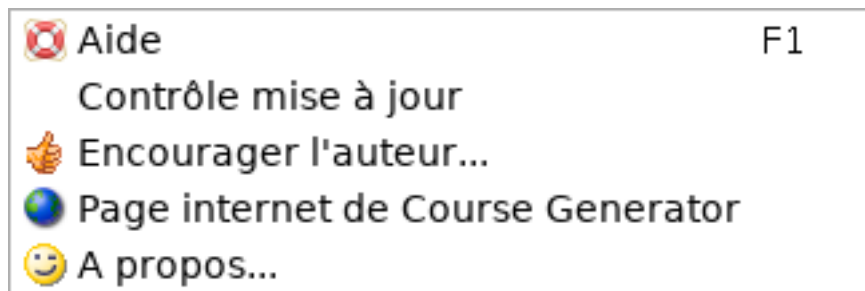 Aide F1
Contrôle mise à jour
Encourager l'auteur...
Page internet de Course Generator
A propos...